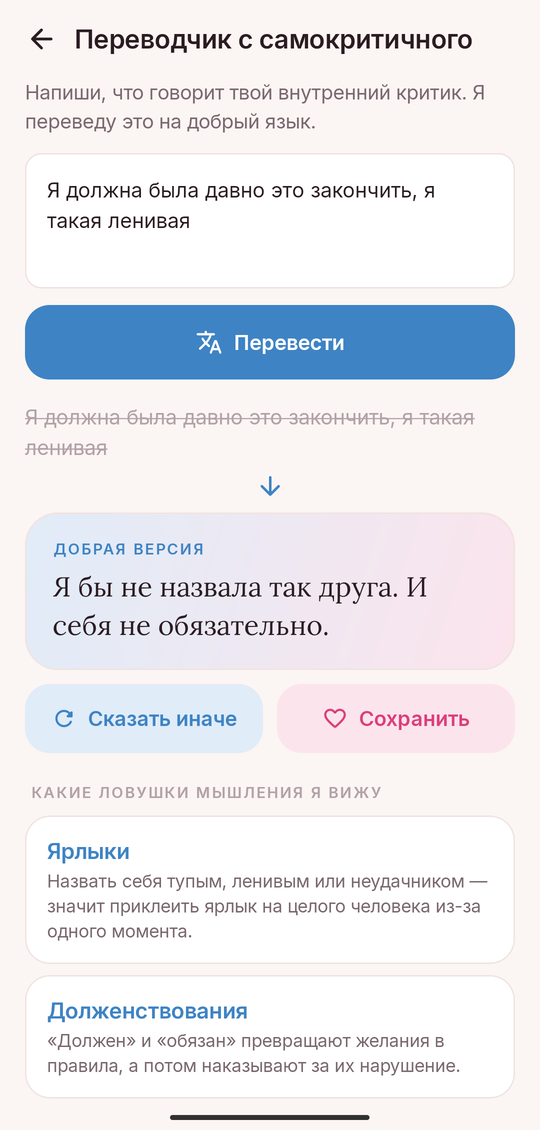 Переводчик с самокритичного
Напиши, что говорит твой внутренний критик. Я
переведу это на добрый язык.
Я должна была давно это закончить, я
такая ленивая
Перевести
Я должна была давно это закончить, я такая
ленивая
ДОБРАЯ ВЕРСИЯ
Я бы не назвала так друга. И
себя не обязательно.
Сказать иначе
Сохранить
КАКИЕ ЛОВУШКИ МЫШЛЕНИЯ Я ВИЖУ
Ярлыки
Назвать себя тупым, ленивым или неудачником —
значит приклеить ярлык на целого человека из-за
одного момента.
Долженствования
«Должен» и «обязан» превращают желания в
правила, а потом наказывают за их нарушение.